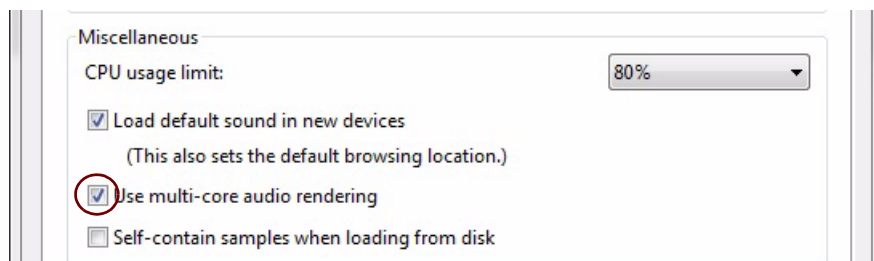 Miscellaneous
CPU usage limit: 80%
Load default sound in new devices
(This also sets the default browsing location.)
Use multi-core audio rendering
Self-contain samples when loading from disk